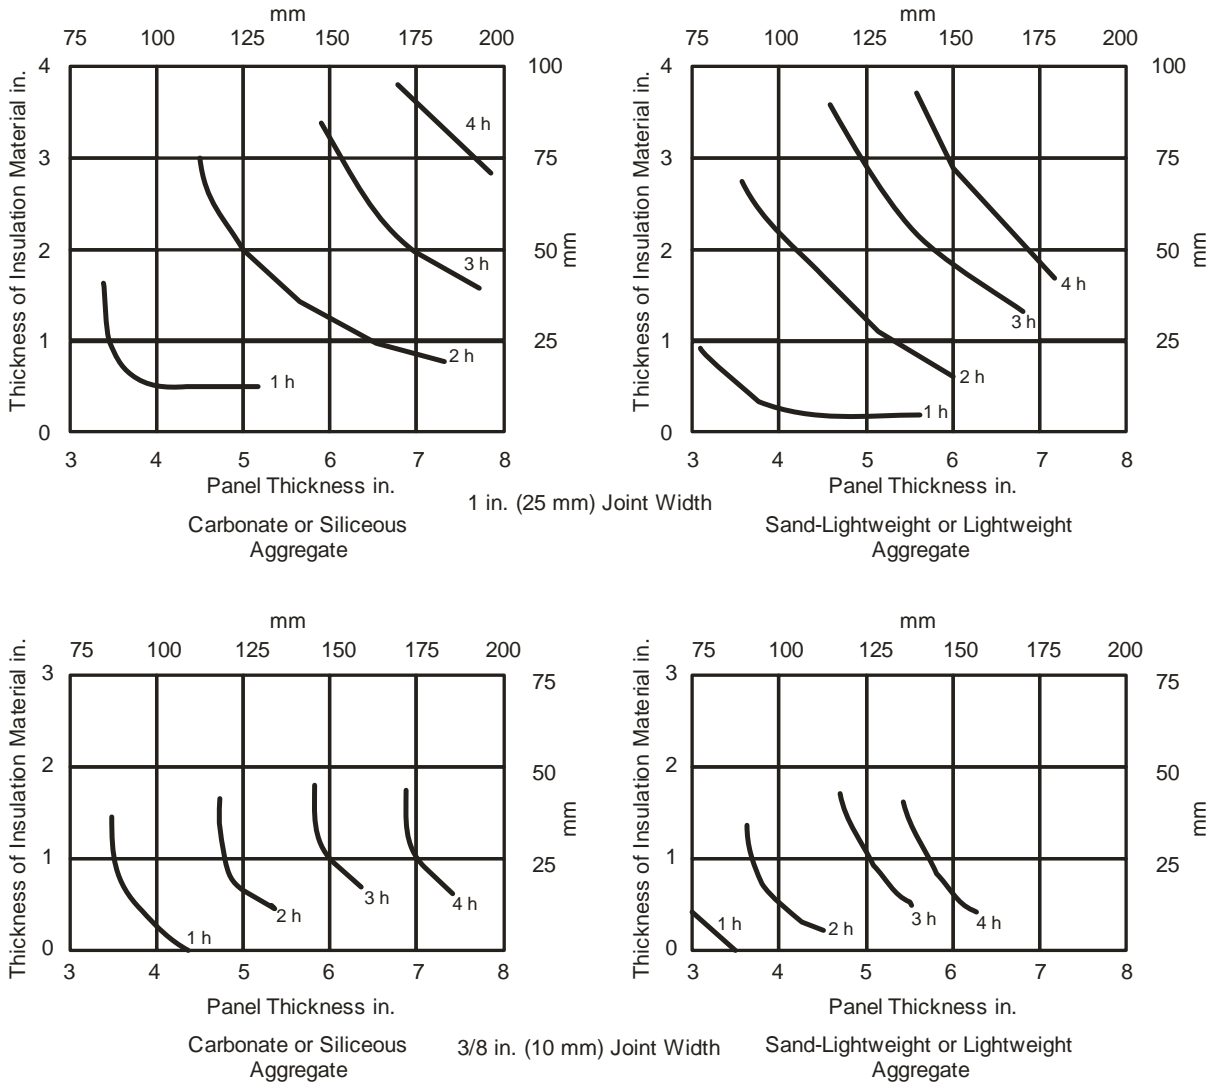 mm
75 100 125 150 175 200
4
3
2
1
0
Thickness of Insulation Material in.
4 h
3 h
2 h
1 h
100
75
50
25
mm
3 4 5 6 7 8
Panel Thickness in.
Carbonate or Siliceous
Aggregate
mm
75 100 125 150 175 200
4
3
2
1
0
Thickness of Insulation Material in.
4 h
3 h
2 h
1 h
100
75
50
25
mm
3 4 5 6 7 8
Panel Thickness in.
Sand-Lightweight or Lightweight
Aggregate
1 in. (25 mm) Joint Width
mm
75 100 125 150 175 200
3
2
1
0
Thickness of Insulation Material in.
1 h
2 h
3 h
4 h
75
50
25
mm
3 4 5 6 7 8
Panel Thickness in.
Carbonate or Siliceous
Aggregate
mm
75 100 125 150 175 200
3
2
1
0
Thickness of Insulation Material in.
1 h
2 h
3 h
4 h
75
50
25
mm
3 4 5 6 7 8
Panel Thickness in.
Sand-Lightweight or Lightweight
Aggregate
3/8 in. (10 mm) Joint Width